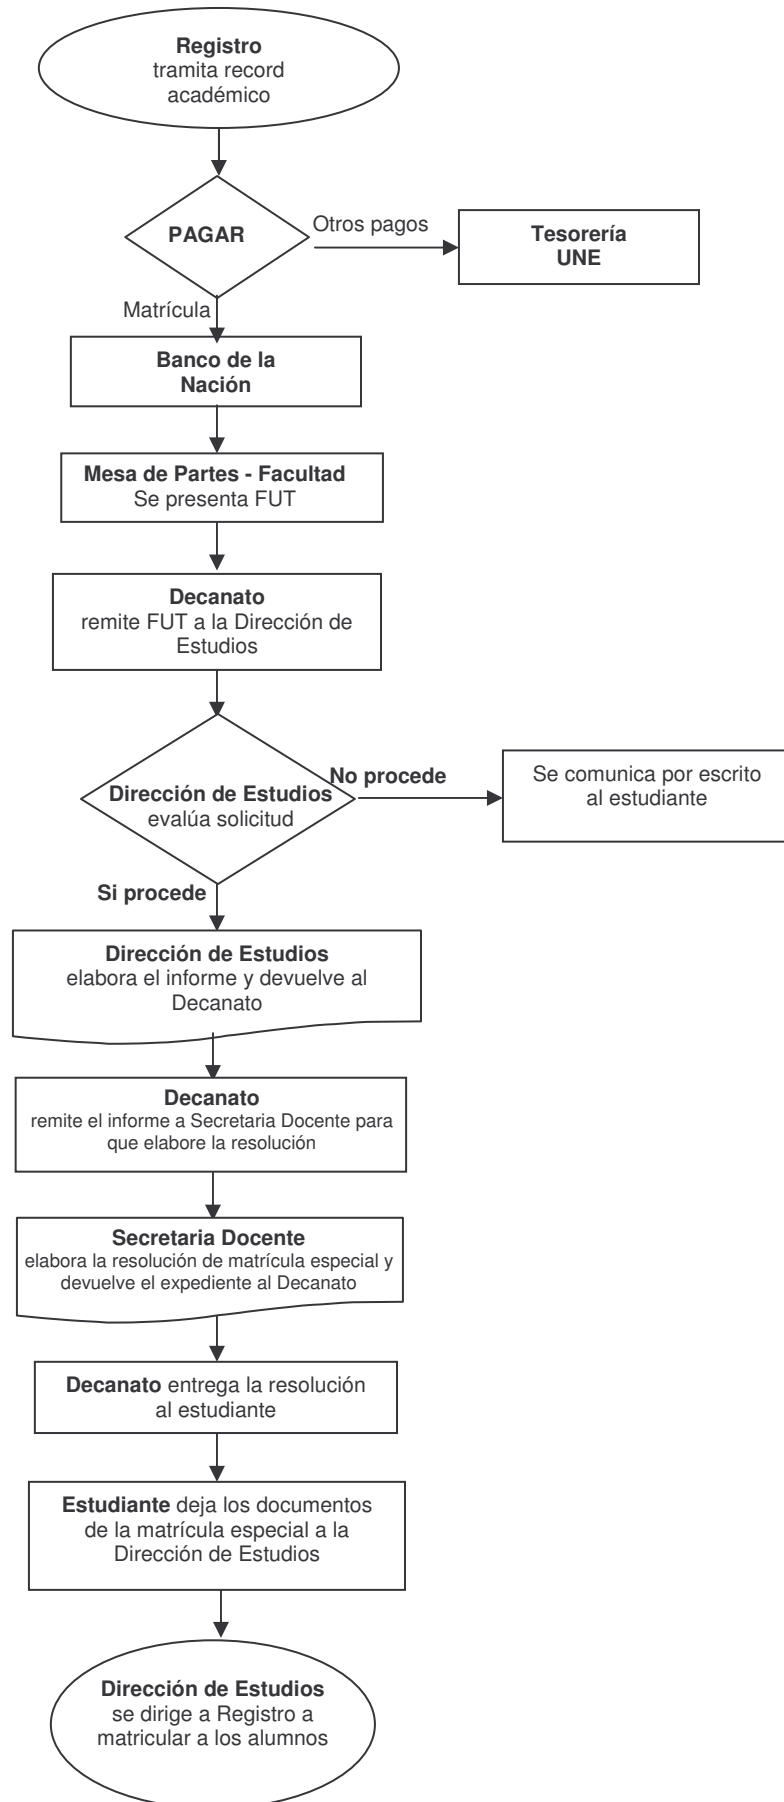 Registro
tramita record
académico
PAGAR
Otros pagos
Tesorería
UNE
Matrícula
Banco de la
Nación
Mesa de Partes - Facultad
Se presenta FUT
Decanato
remite FUT a la Dirección de
Estudios
Dirección de Estudios
evalúa solicitud
No procede
Se comunica por escrito
al estudiante
Si procede
Dirección de Estudios
elabora el informe y devuelve al
Decanato
Decanato
remite el informe a Secretaria Docente para
que elabore la resolución
Secretaria Docente
elabora la resolución de matrícula especial y
devuelve el expediente al Decanato
Decanato entrega la resolución
al estudiante
Estudiante deja los documentos
de la matrícula especial a la
Dirección de Estudios
Dirección de Estudios
se dirige a Registro a
matricular a los alumnos